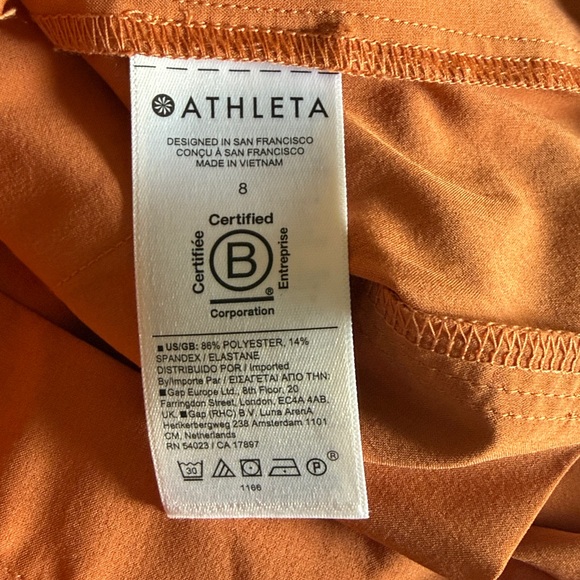 ATHLETA
DESIGNED IN SAN FRANCISCO
CONÇU À SAN FRANCISCO
MADE IN VIETNAM
8
Certified
Certifiée
B
Entreprise
®
Corporation
■ US/GB: 86% POLYESTER, 14%
SPANDEX / ELASTANE
DISTRIBUIDO POR / Imported
By/Importe Par / ΕΙΣΑΓΕΤΑΙ ΑΠΟ ΤΗΝ:
■Gap Europe Ltd., 8th Floor, 20
Farringdon Street, London, EC4A 4AB,
UK. ■Gap (RHC) B.V. Luna ArenA
Herikerbergweg 238 Amsterdam 1101
CM, Netherlands
RN 54023 / CA 17897
30
P
®
1166